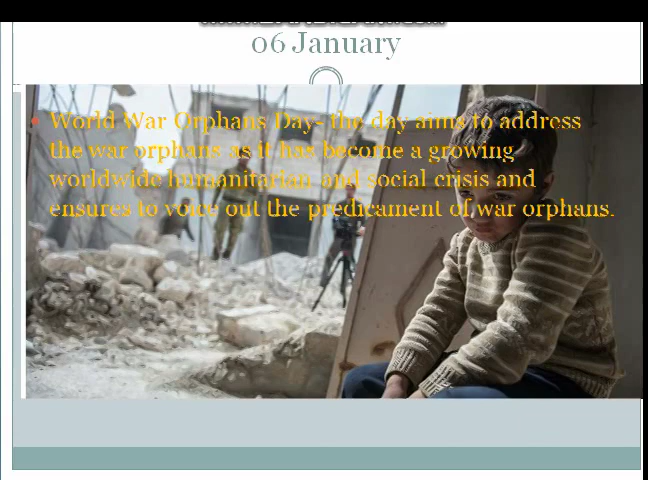 06 January
World War Orphans Day- the day aims to address
the war orphans as it has become a growing
worldwide humanitarian and social crisis and
ensures to voice out the predicament of war orphans.